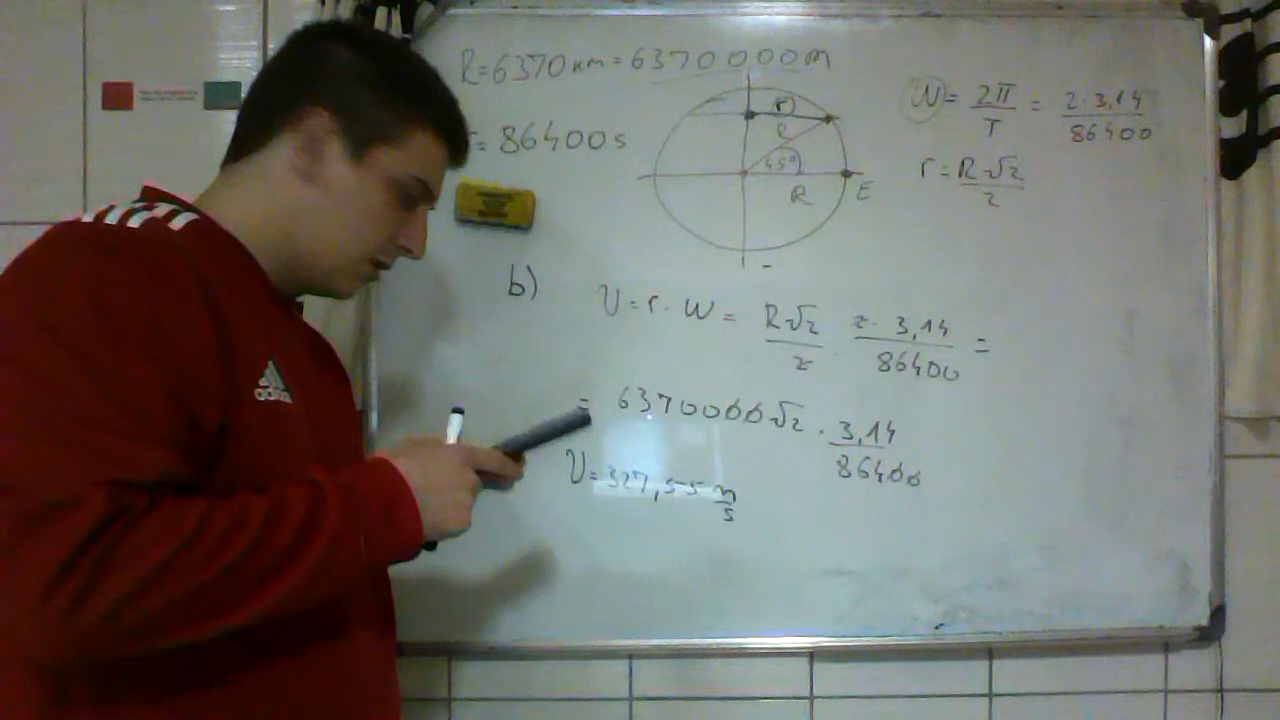 R=6370km=6370000m
= 86400s
r
R
45°
R
E
W = 2π/T = 2·3,14/86400
r = R√2/2
b)
V = r · W = R√2/2 · 2·3,14/86400 =
= 6370000√2 · 3,14/86400
V = 327,55 m/s
adidas